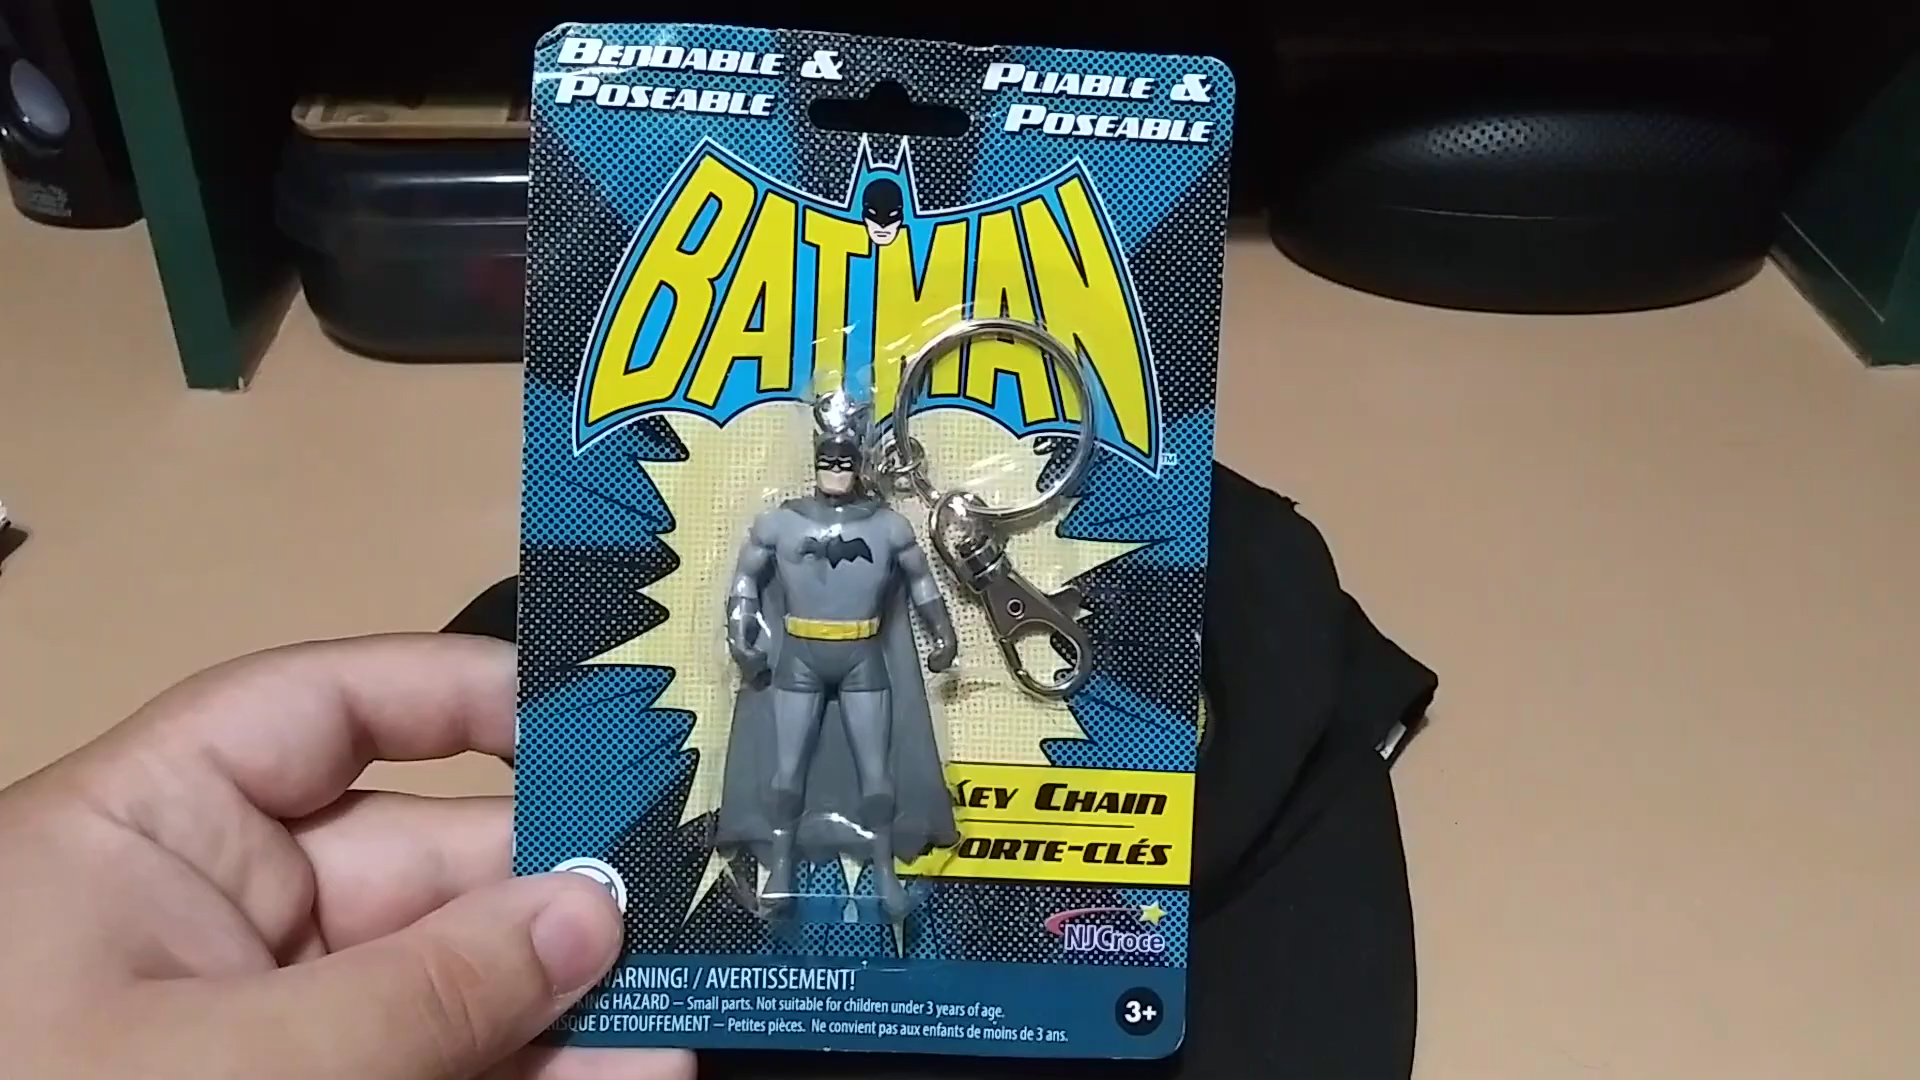 BENDABLE &
POSEABLE
PLIABLE &
POSEABLE
BATMAN
TM
KEY CHAIN
PORTE-CLÉS
NJCroce
WARNING! / AVERTISSEMENT!
HAZARD – Small parts. Not suitable for children under 3 years of age.
D'ETOUFFEMENT – Petites pièces. Ne convient pas aux enfants de moins de 3 ans.
3+